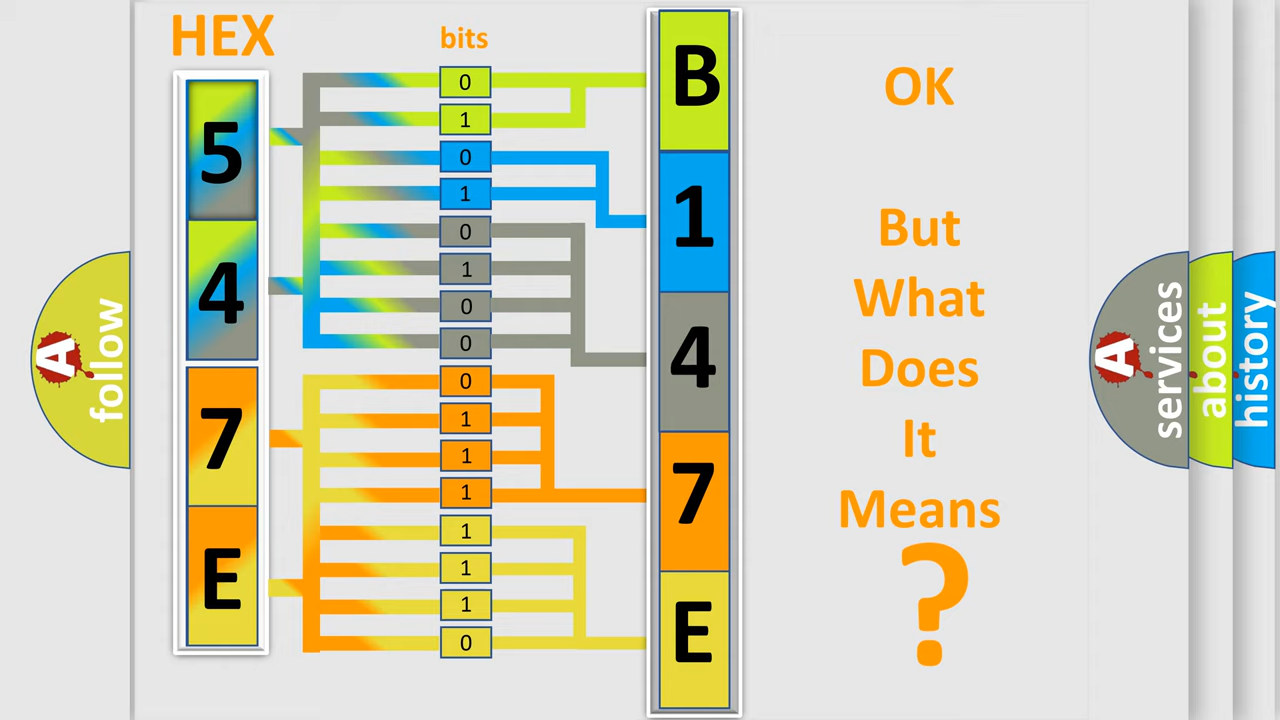 HEX
bits
5
4
7
E
0
1
0
1
0
1
0
0
0
1
1
1
1
1
1
0
B
1
4
7
E
OK
But
What
Does
It
Means
?
A
follow
A
services
about
history